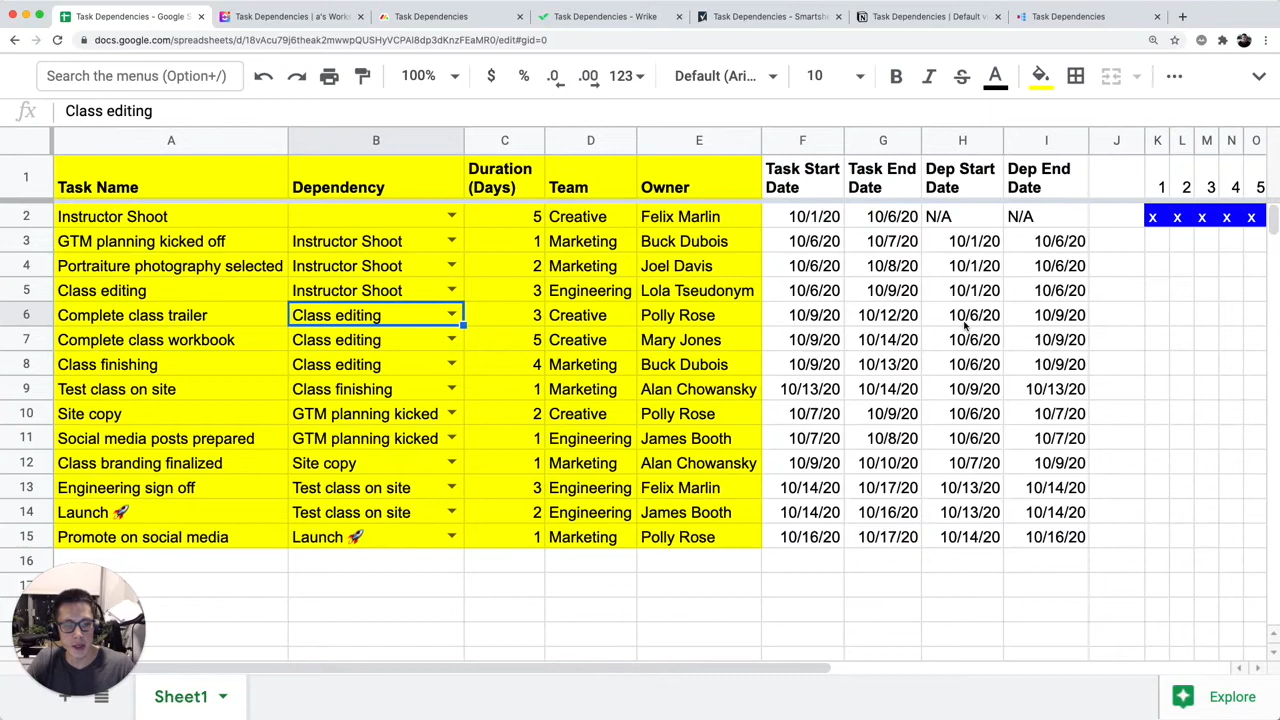 Task Dependencies - Google S
Task Dependencies | a's Works
Task Dependencies
Task Dependencies - Wrike
Task Dependencies - Smartsh
Task Dependencies | Default v
Task Dependencies
docs.google.com/spreadsheets/d/18vAcu79j6theak2mwwpQUSHyVCPAl8dp3dKnzFEaMR0/edit#gid=0
Search the menus (Option+/)
100%
$ % .0 .00 123
Default (Ari...
10
B I S A
fx Class editing
A B C D E F G H I J K L M N O
1 Task Name Dependency Duration (Days) Team Owner Task Start Date Task End Date Dep Start Date Dep End Date 1 2 3 4 5
2 Instructor Shoot 5 Creative Felix Marlin 10/1/20 10/6/20 N/A N/A x x x x x
3 GTM planning kicked off Instructor Shoot 1 Marketing Buck Dubois 10/6/20 10/7/20 10/1/20 10/6/20
4 Portraiture photography selected Instructor Shoot 2 Marketing Joel Davis 10/6/20 10/8/20 10/1/20 10/6/20
5 Class editing Instructor Shoot 3 Engineering Lola Tseudonym 10/6/20 10/9/20 10/1/20 10/6/20
6 Complete class trailer Class editing 3 Creative Polly Rose 10/9/20 10/12/20 10/6/20 10/9/20
7 Complete class workbook Class editing 5 Creative Mary Jones 10/9/20 10/14/20 10/6/20 10/9/20
8 Class finishing Class editing 4 Marketing Buck Dubois 10/9/20 10/13/20 10/6/20 10/9/20
9 Test class on site Class finishing 1 Marketing Alan Chowansky 10/13/20 10/14/20 10/9/20 10/13/20
10 Site copy GTM planning kicked 2 Creative Polly Rose 10/7/20 10/9/20 10/6/20 10/7/20
11 Social media posts prepared GTM planning kicked 1 Engineering James Booth 10/7/20 10/8/20 10/6/20 10/7/20
12 Class branding finalized Site copy 1 Marketing Alan Chowansky 10/9/20 10/10/20 10/7/20 10/9/20
13 Engineering sign off Test class on site 3 Engineering Felix Marlin 10/14/20 10/17/20 10/13/20 10/14/20
14 Launch 🚀 Test class on site 2 Engineering James Booth 10/14/20 10/16/20 10/13/20 10/14/20
15 Promote on social media Launch 🚀 1 Marketing Polly Rose 10/16/20 10/17/20 10/14/20 10/16/20
16
Sheet1
Explore